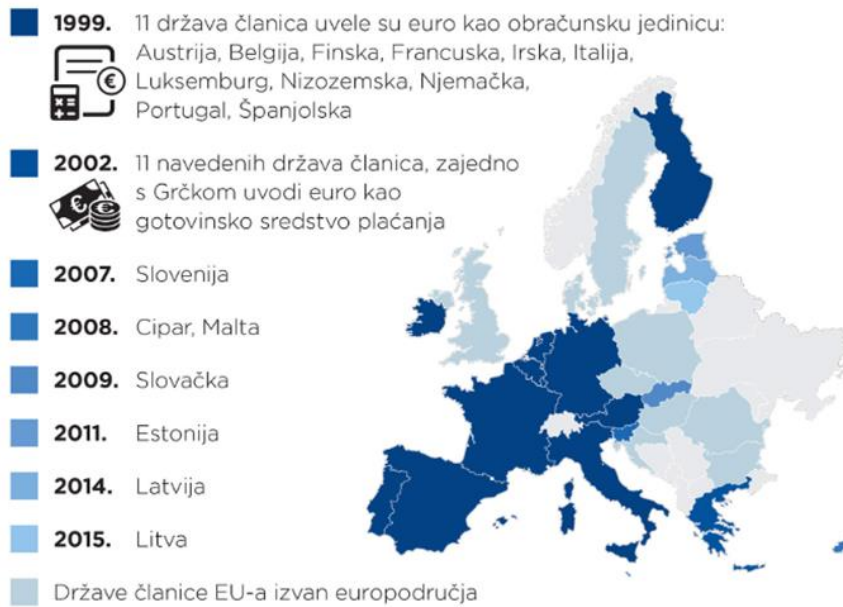 1999. 11 država članica uvele su euro kao obračunsku jedinicu:
Austrija, Belgija, Finska, Francuska, Irska, Italija,
Luksemburg, Nizozemska, Njemačka,
Portugal, Španjolska
2002. 11 navedenih država članica, zajedno
s Grčkom uvodi euro kao
gotovinsko sredstvo plaćanja
2007. Slovenija
2008. Cipar, Malta
2009. Slovačka
2011. Estonija
2014. Latvija
2015. Litva
Države članice EU-a izvan europodručja